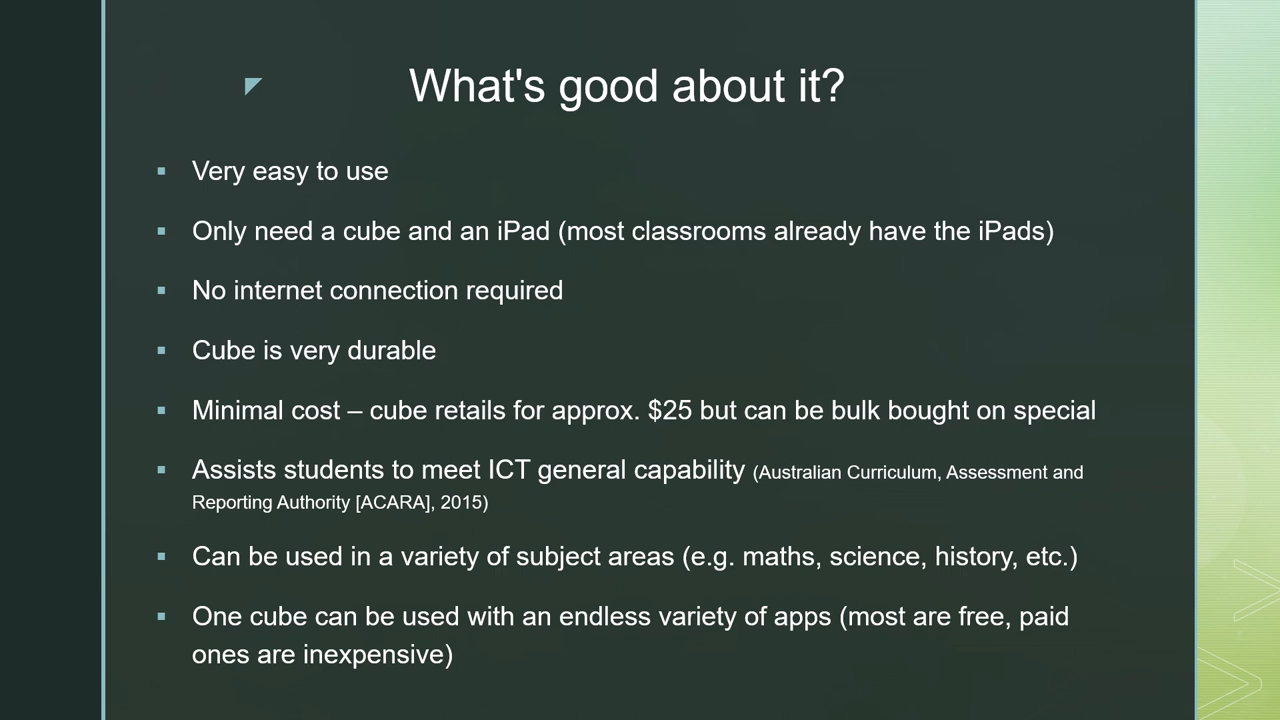 What's good about it?
Very easy to use
Only need a cube and an iPad (most classrooms already have the iPads)
No internet connection required
Cube is very durable
Minimal cost – cube retails for approx. $25 but can be bulk bought on special
Assists students to meet ICT general capability (Australian Curriculum, Assessment and
Reporting Authority [ACARA], 2015)
Can be used in a variety of subject areas (e.g. maths, science, history, etc.)
One cube can be used with an endless variety of apps (most are free, paid
ones are inexpensive)